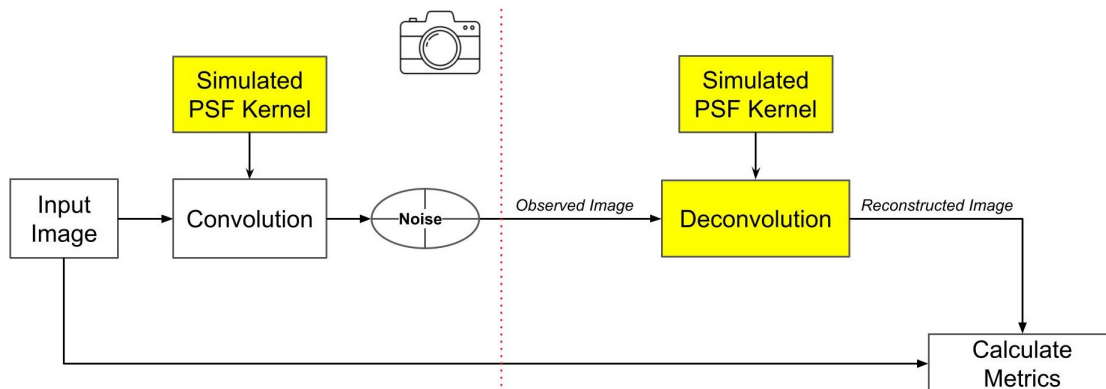 Simulated
PSF Kernel
Simulated
PSF Kernel
Input
Image
Convolution
Noise
Observed Image
Deconvolution
Reconstructed Image
Calculate
Metrics